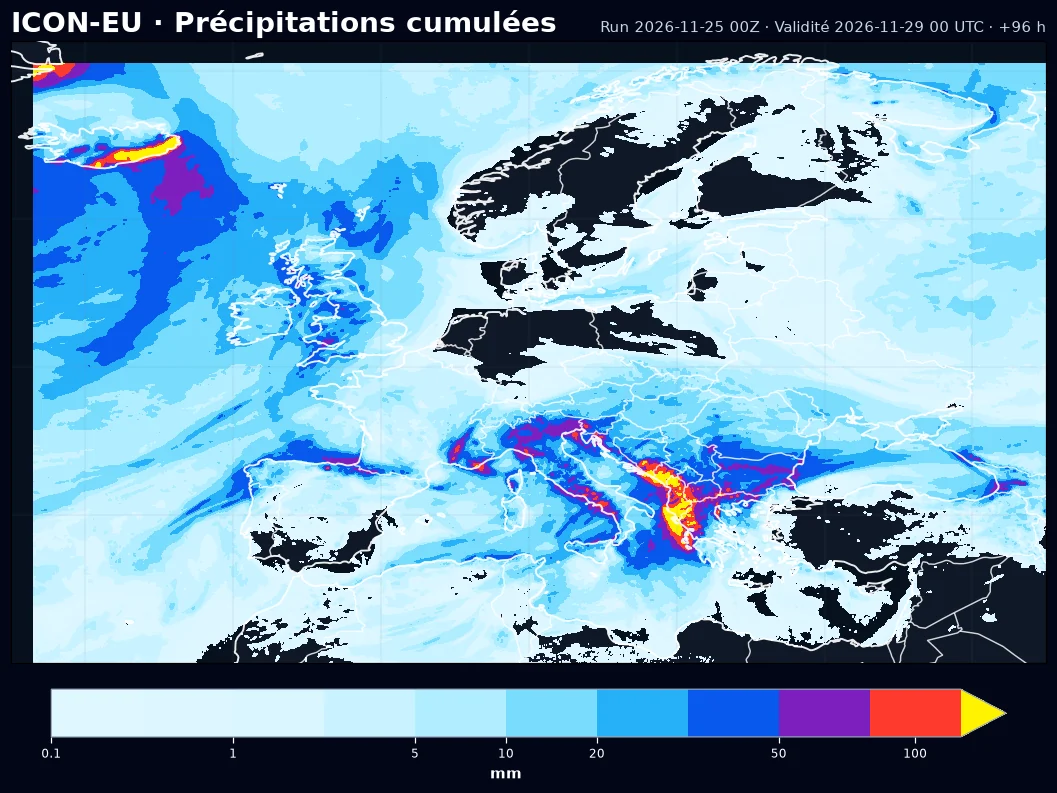 ICON-EU · Précipitations cumulées
Run 2026-11-25 00Z · Validité 2026-11-29 00 UTC · +96 h
0.1 1 5 10 20 50 100
mm